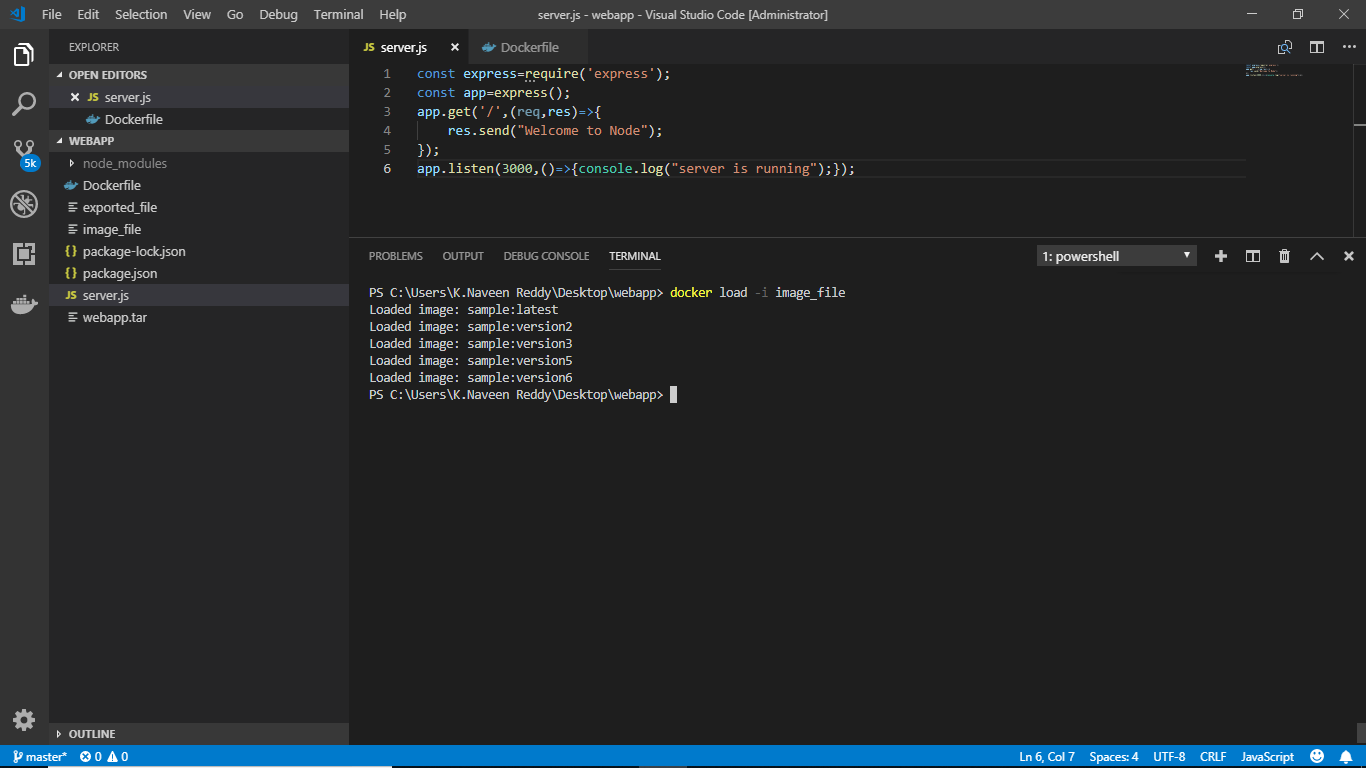 File Edit Selection View Go Debug Terminal Help server.js - webapp - Visual Studio Code [Administrator]
EXPLORER
OPEN EDITORS
JS server.js
Dockerfile
WEBAPP
node_modules
Dockerfile
exported_file
image_file
{} package-lock.json
{} package.json
JS server.js
webapp.tar
OUTLINE
5k
JS server.js Dockerfile
1 const express=require('express');
2 const app=express();
3 app.get('/',(req,res)=>{
4 res.send("Welcome to Node");
5 });
6 app.listen(3000,()=>{console.log("server is running");});
PROBLEMS OUTPUT DEBUG CONSOLE TERMINAL 1: powershell
PS C:\Users\K.Naveen Reddy\Desktop\webapp> docker load -i image_file
Loaded image: sample:latest
Loaded image: sample:version2
Loaded image: sample:version3
Loaded image: sample:version5
Loaded image: sample:version6
PS C:\Users\K.Naveen Reddy\Desktop\webapp>
master* 0 0 Ln 6, Col 7 Spaces: 4 UTF-8 CRLF JavaScript